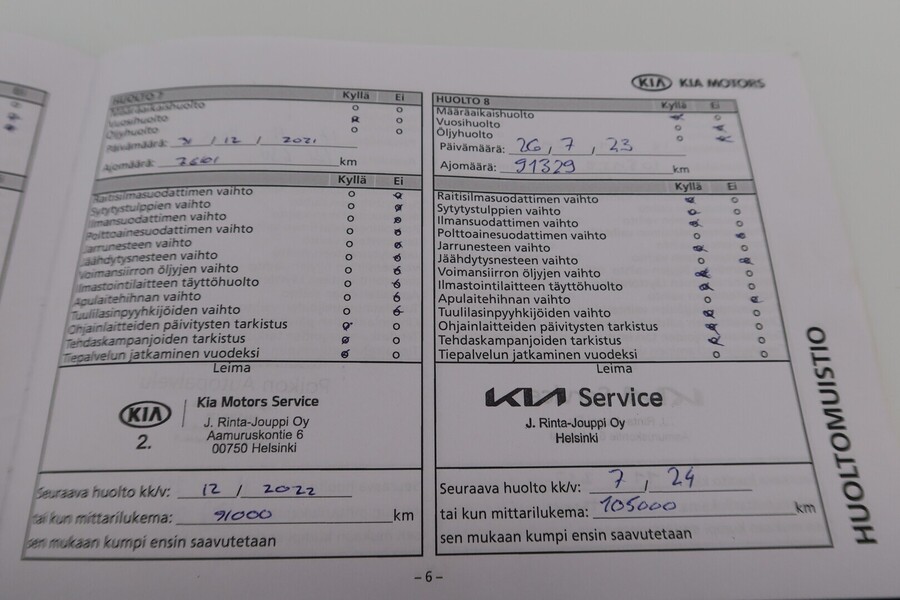 KIA KIA MOTORS
HUOLTO 7 Kyllä Ei
Määräaikaishuolto
Vuosihuolto
Öljyhuolto
Päivämäärä: 31 / 12 / 2021
Ajomäärä: km
Kyllä Ei
Raitisilmasuodattimen vaihto
Sytytystulppien vaihto
Ilmansuodattimen vaihto
Polttoainesuodattimen vaihto
Jarrunesteen vaihto
Jäähdytysnesteen vaihto
Voimansiirron öljyjen vaihto
Ilmastointilaitteen täyttöhuolto
Apulaitehihnan vaihto
Tuulilasinpyyhkijöiden vaihto
Ohjainlaitteiden päivitysten tarkistus
Tehdaskampanjoiden tarkistus
Tiepalvelun jatkaminen vuodeksi
Leima
KIA Kia Motors Service
J. Rinta-Jouppi Oy
Aamuruskontie 6
2. 00750 Helsinki
Seuraava huolto kk/v: 12 / 2022
tai kun mittarilukema: 91000 km
sen mukaan kumpi ensin saavutetaan
HUOLTO 8 Kyllä Ei
Määräaikaishuolto
Vuosihuolto
Öljyhuolto
Päivämäärä: 26 , 7 , 23
Ajomäärä: 91329 km
Kyllä Ei
Raitisilmasuodattimen vaihto
Sytytystulppien vaihto
Ilmansuodattimen vaihto
Polttoainesuodattimen vaihto
Jarrunesteen vaihto
Jäähdytysnesteen vaihto
Voimansiirron öljyjen vaihto
Ilmastointilaitteen täyttöhuolto
Apulaitehihnan vaihto
Tuulilasinpyyhkijöiden vaihto
Ohjainlaitteiden päivitysten tarkistus
Tehdaskampanjoiden tarkistus
Tiepalvelun jatkaminen vuodeksi
Leima
KIA Service
J. Rinta-Jouppi Oy
Helsinki
Seuraava huolto kk/v: 7 , 24
tai kun mittarilukema: 105000 km
sen mukaan kumpi ensin saavutetaan
HUOLTOMUISTIO
– 6 –